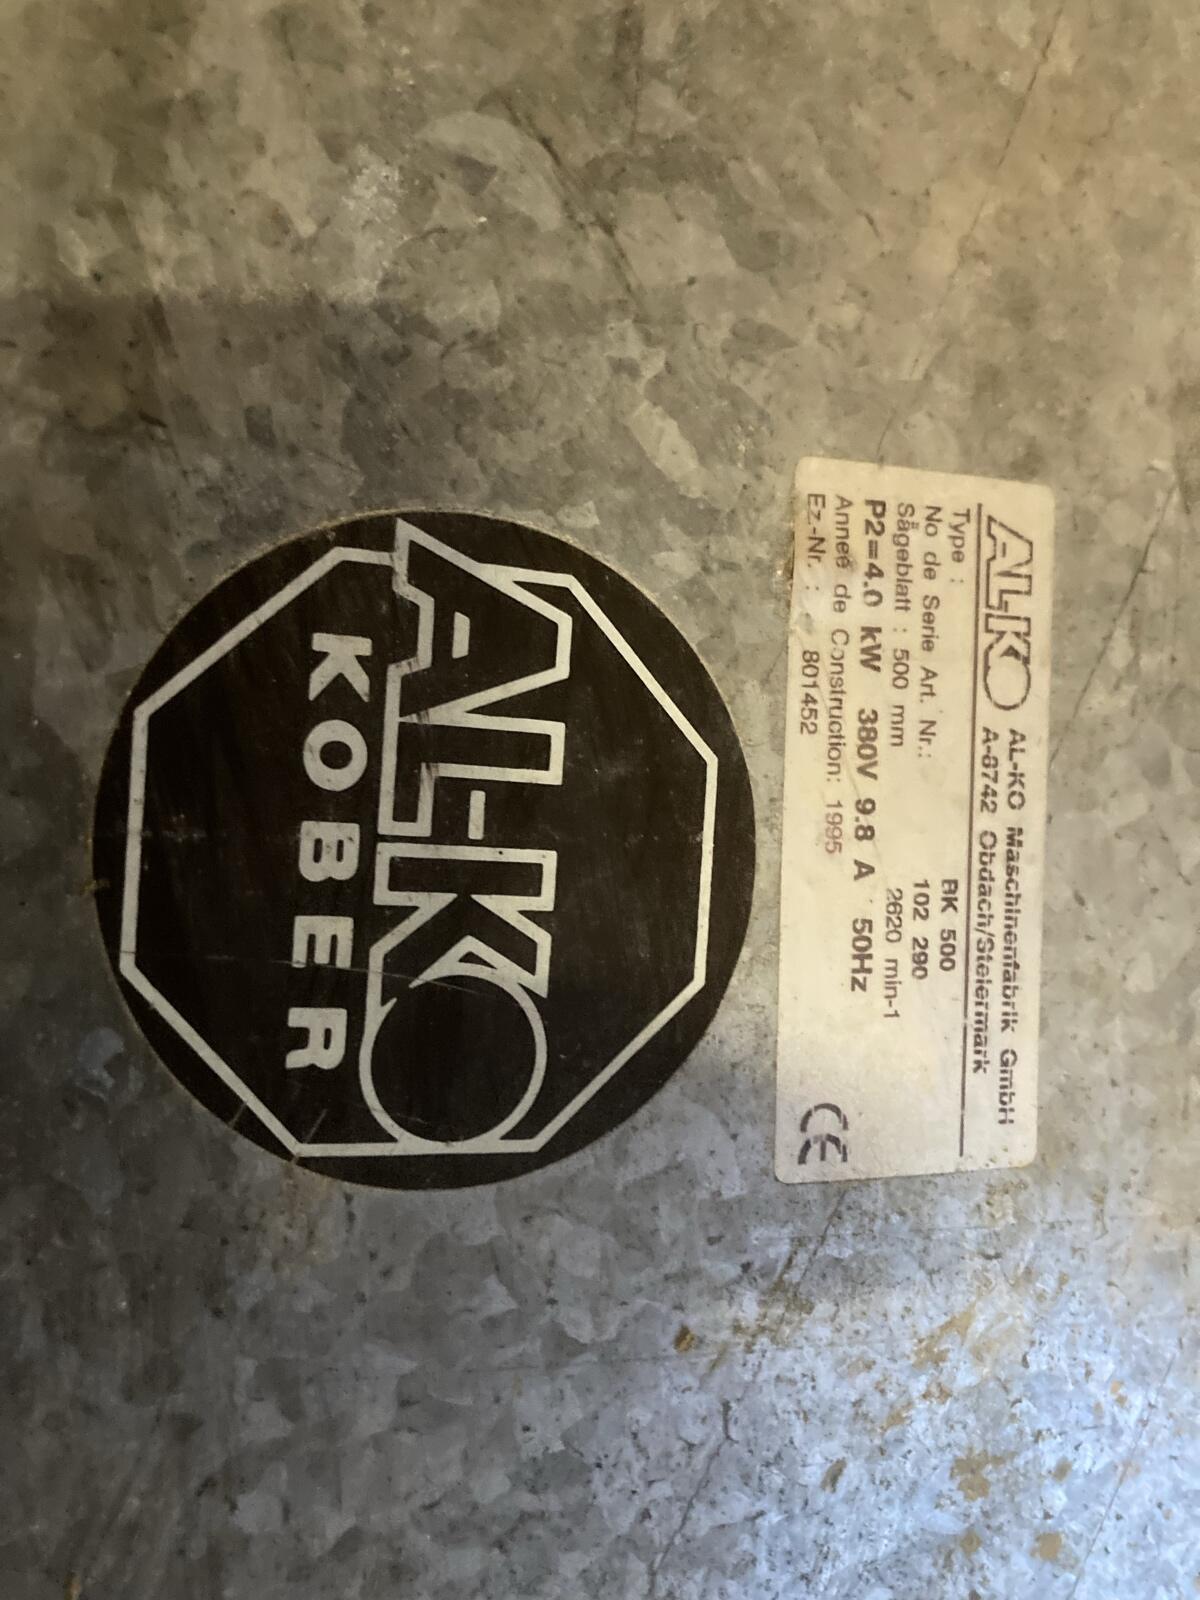 AL-KO
AL-KO Maschinenfabrik GmbH
A-8742 Obdach/Steiermark
Type : BK 500
No de Serie Art. Nr.: 102 290
Sägeblatt : 500 mm 2620 min-1
P2=4.0 kW 380V 9.8 A 50Hz
Anneé de Construction: 1995
Ez.-Nr. : 801452
CE
AL-KO
KOBER